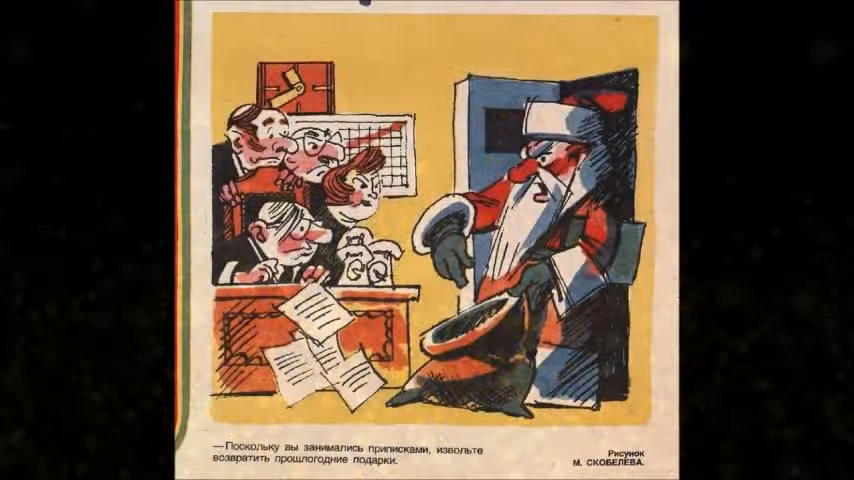 —Поскольку вы занимались приписками, извольте
возвратить прошлогодние подарки.
Рисунок
М. СКОБЕЛЕВА.